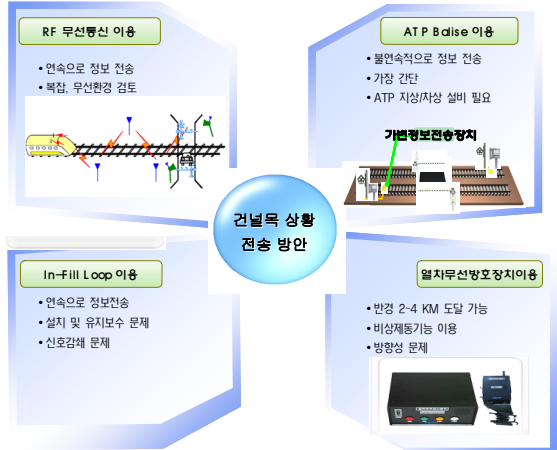 RF 무선통신 이용
• 연속으로 정보 전송
• 복잡, 무선환경 검토
ATP Balise 이용
• 불연속적으로 정보 전송
• 가장 간단
• ATP 지상/차상 설비 필요
가변정보전송장치
건널목 상황
전송 방안
In-Fill Loop 이용
• 연속으로 정보전송
• 설치 및 유지보수 문제
• 신호감쇄 문제
열차무선방호장치이용
• 반경 2~4 KM 도달 가능
• 비상제동기능 이용
• 방향성 문제